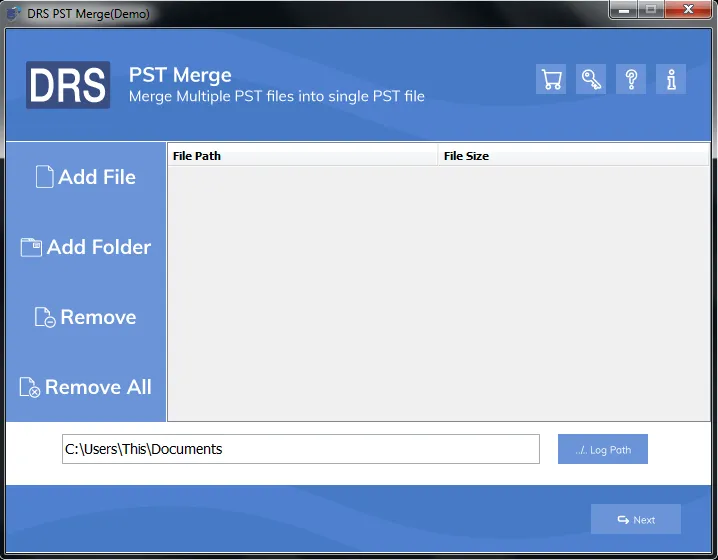 DRS PST Merge(Demo)
DRS
PST Merge
Merge Multiple PST files into single PST file
Add File
Add Folder
Remove
Remove All
File Path File Size
C:\Users\This\Documents
../.. Log Path
Next